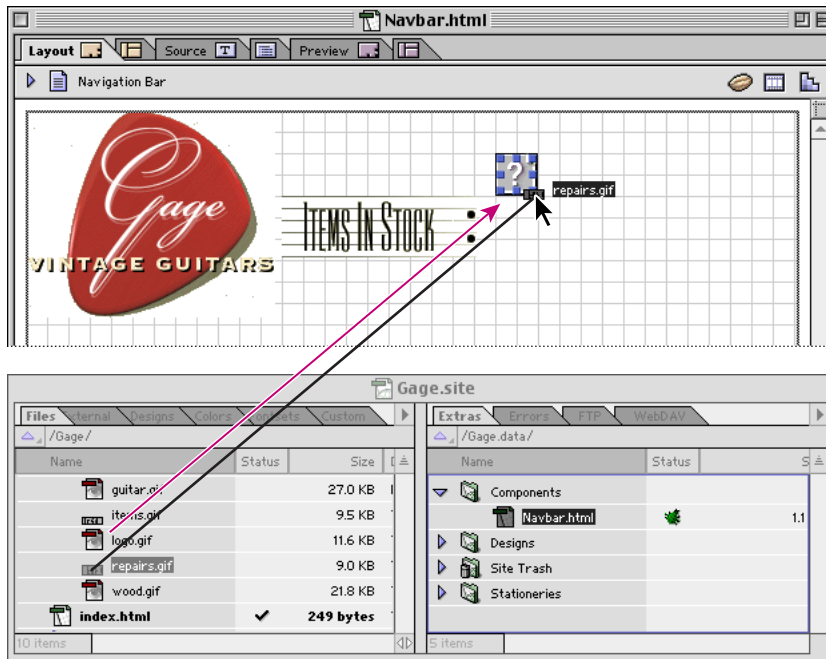 Navbar.html
Layout Source T Preview
Navigation Bar
Gage
VINTAGE GUITARS
ITEMS IN STOCK
?
repairs.gif
Gage.site
Files External Designs Colors Fontsets Custom
Extras Errors FTP WebDAV
/Gage/
/Gage.data/
Name Status Size
Name Status S
guitar.gif 27.0 KB
items.gif 9.5 KB
logo.gif 11.6 KB
repairs.gif 9.0 KB
wood.gif 21.8 KB
index.html 249 bytes
Components
Navbar.html 1.1
Designs
Site Trash
Stationeries
10 items
5 items